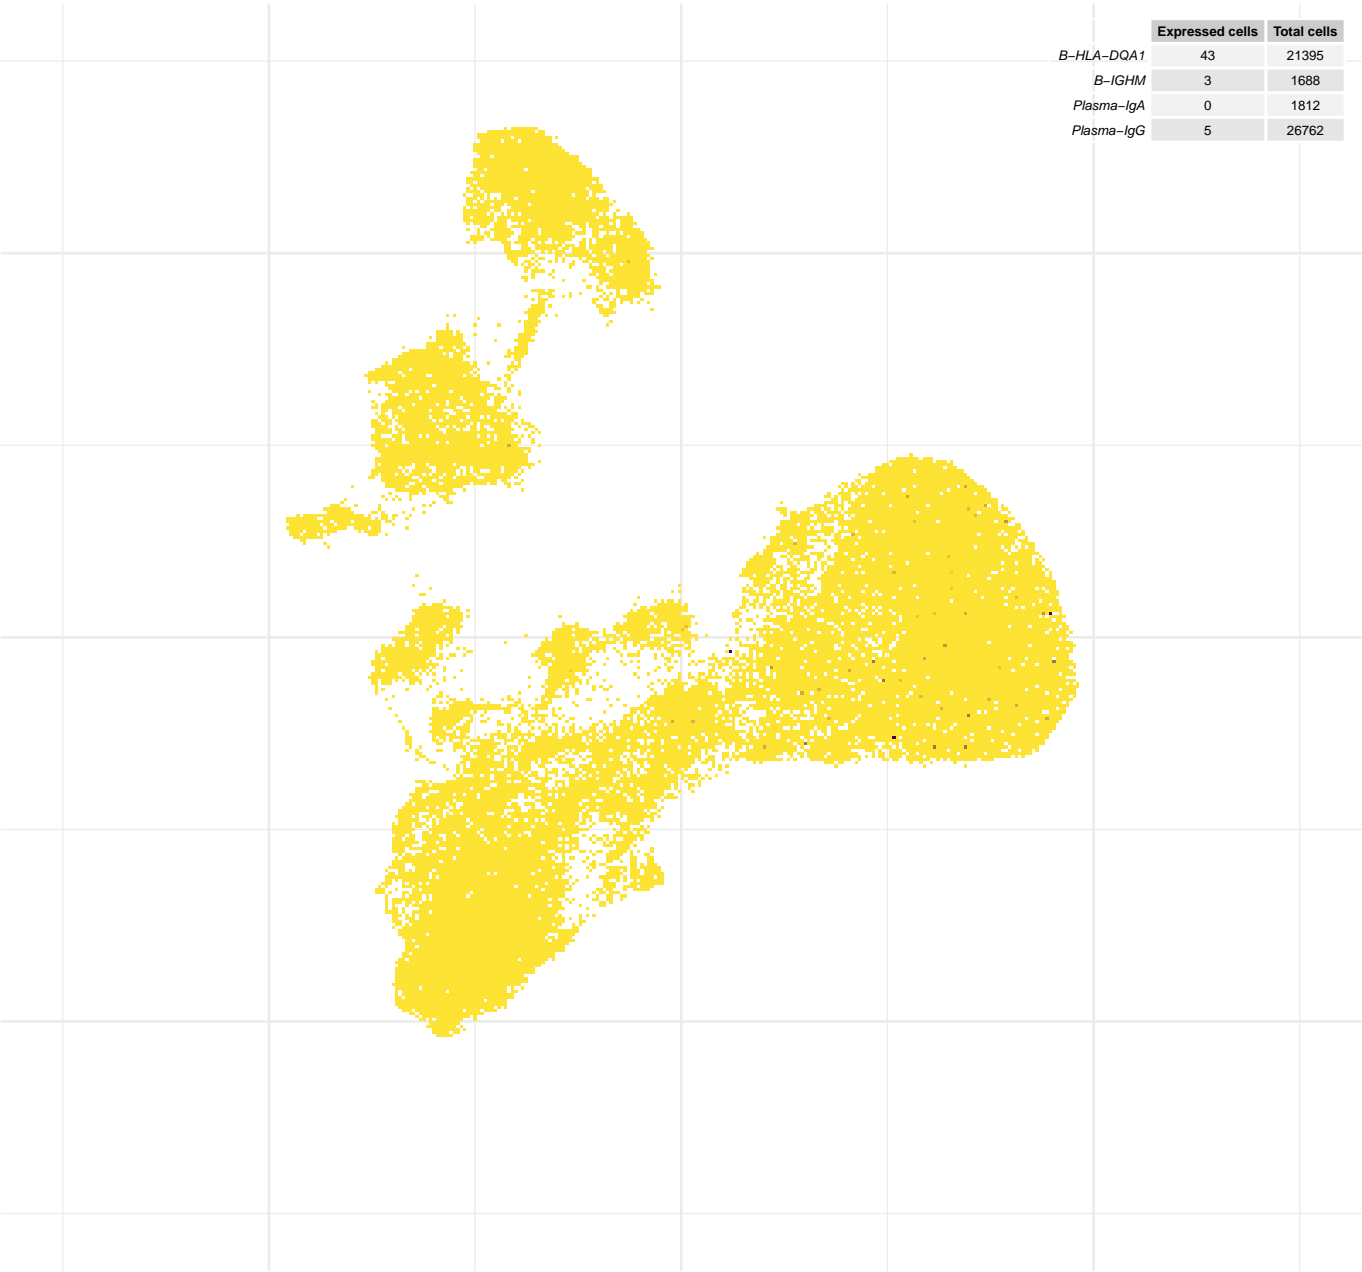 Expressed cells Total cells
B−HLA−DQA1 43 21395
B−IGHM 3 1688
Plasma−IgA 0 1812
Plasma−IgG 5 26762